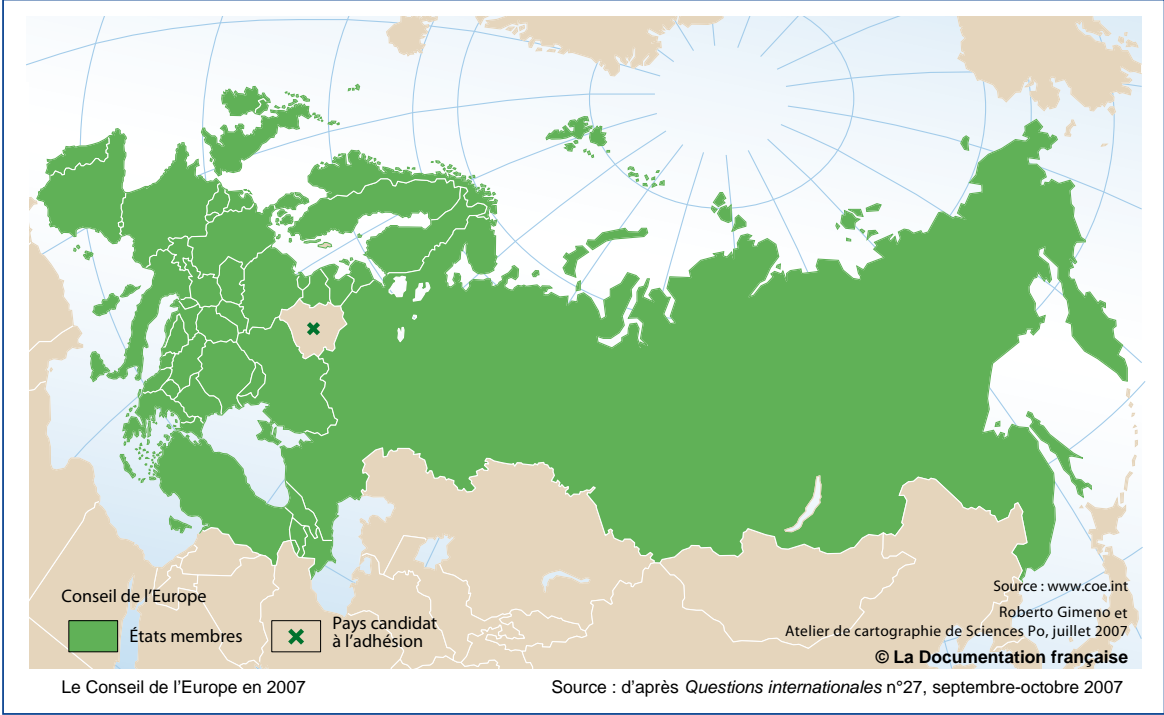 Conseil de l'Europe
États membres
Pays candidat
à l'adhésion
Source : www.coe.int
Roberto Gimeno et
Atelier de cartographie de Sciences Po, juillet 2007
© La Documentation française
Le Conseil de l'Europe en 2007
Source : d'après Questions internationales n°27, septembre-octobre 2007